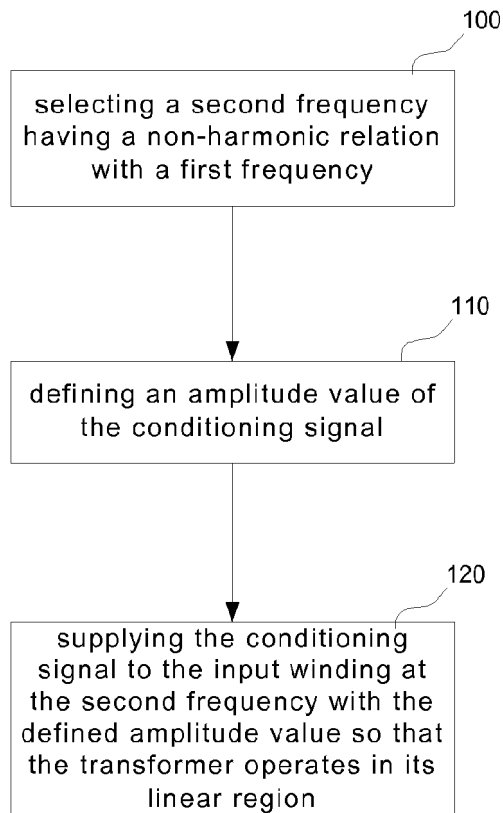 100
selecting a second frequency
having a non-harmonic relation
with a first frequency
110
defining an amplitude value of
the conditioning signal
120
supplying the conditioning
signal to the input winding at
the second frequency with the
defined amplitude value so that
the transformer operates in its
linear region